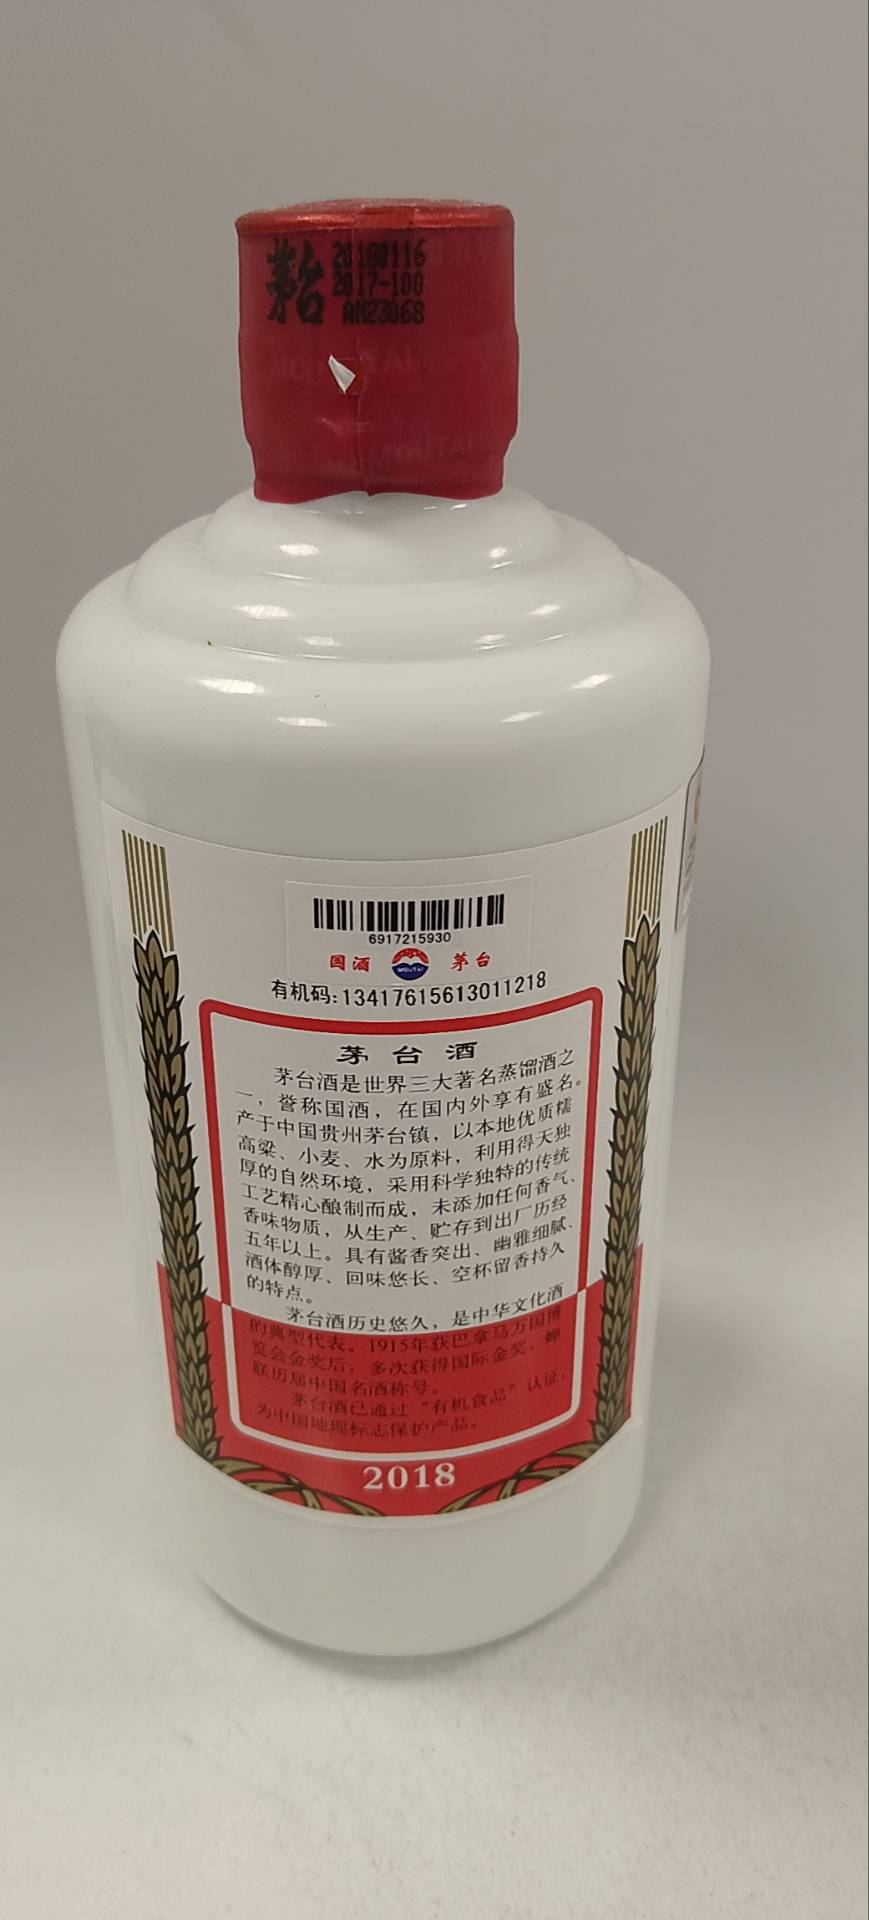 茅台
20180116
2017-100
AM23068
6917215930
国酒
MOUTAI
茅台
有机码:13417615613011218
茅台酒
茅台酒是世界三大著名蒸馏酒之
一，誉称国酒，在国内外享有盛名。
产于中国贵州茅台镇，以本地优质糯
高粱、小麦、水为原料，利用得天独
厚的自然环境，采用科学独特的传统
工艺精心酿制而成，未添加任何香气、
香味物质，从生产、贮存到出厂历经
五年以上。具有酱香突出、幽雅细腻、
酒体醇厚、回味悠长、空杯留香持久
的特点。
茅台酒历史悠久，是中华文化酒
的典型代表。1915年获巴拿马万国博
览会金奖后，多次获得国际金奖，蝉
联历届中国名酒称号。
茅台酒已通过“有机食品”认证，
为中国地理标志保护产品。
2018